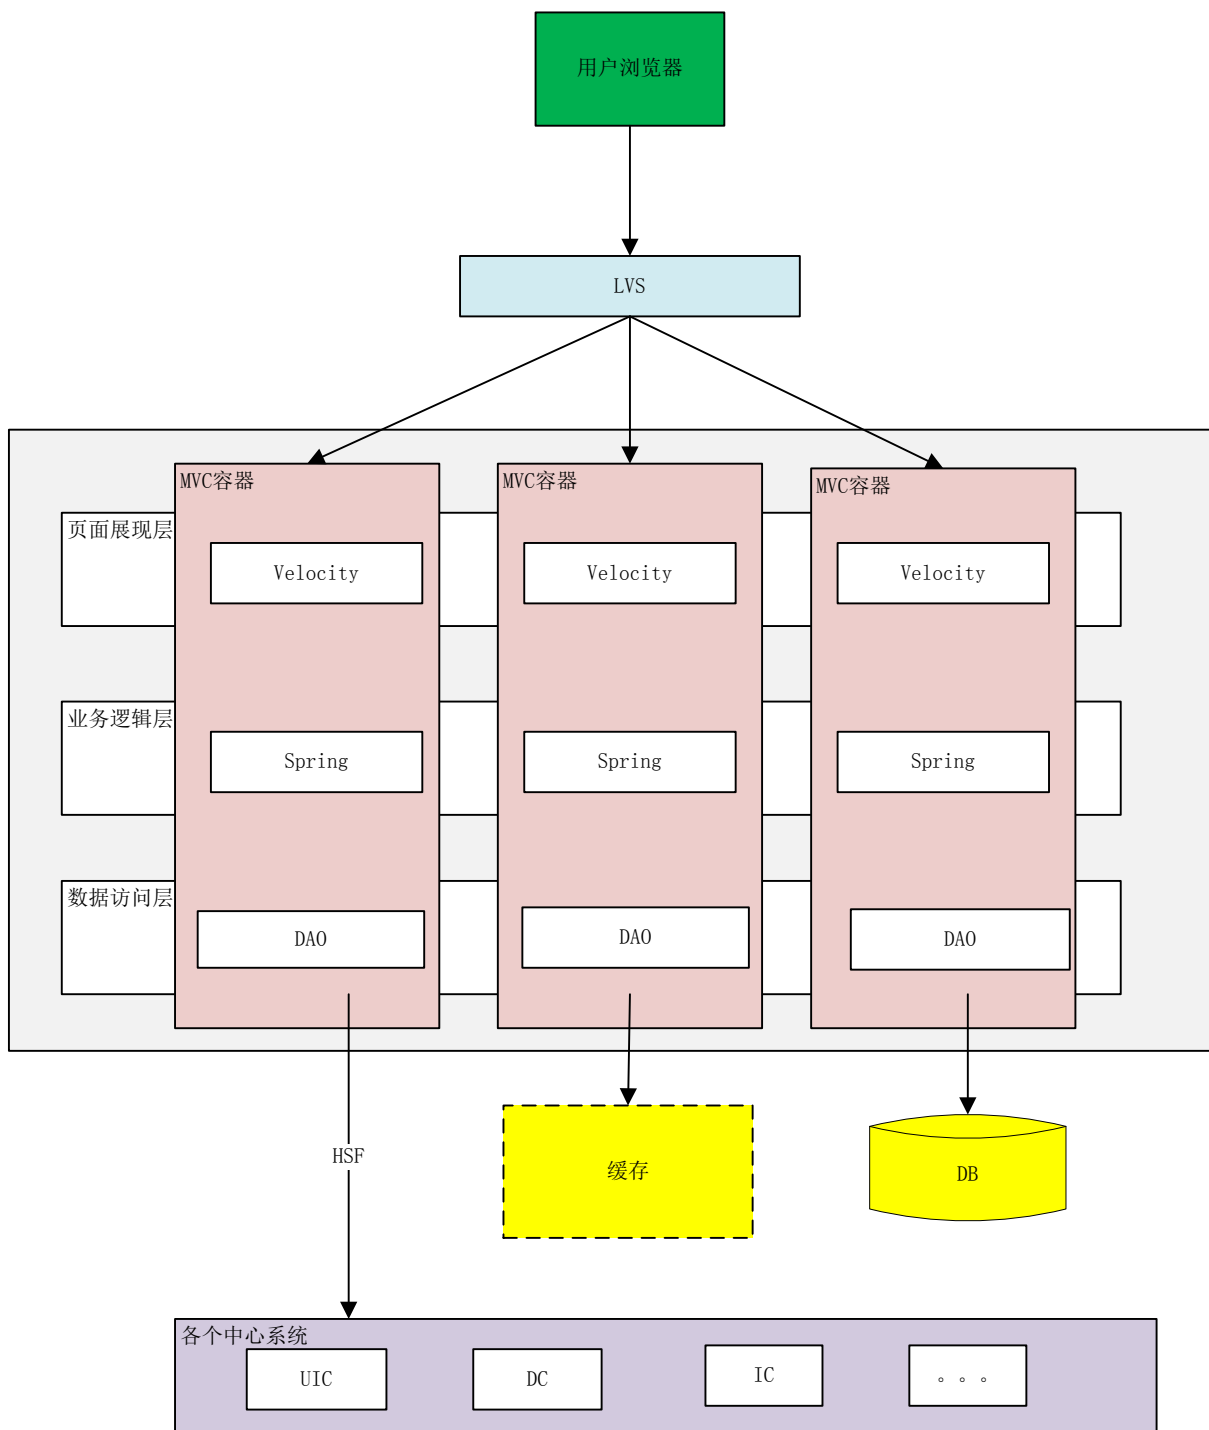 用户浏览器
LVS
MVC容器
MVC容器
MVC容器
页面展现层
Velocity
Velocity
Velocity
业务逻辑层
Spring
Spring
Spring
数据访问层
DAO
DAO
DAO
HSF
缓存
DB
各个中心系统
UIC
DC
IC
。。。